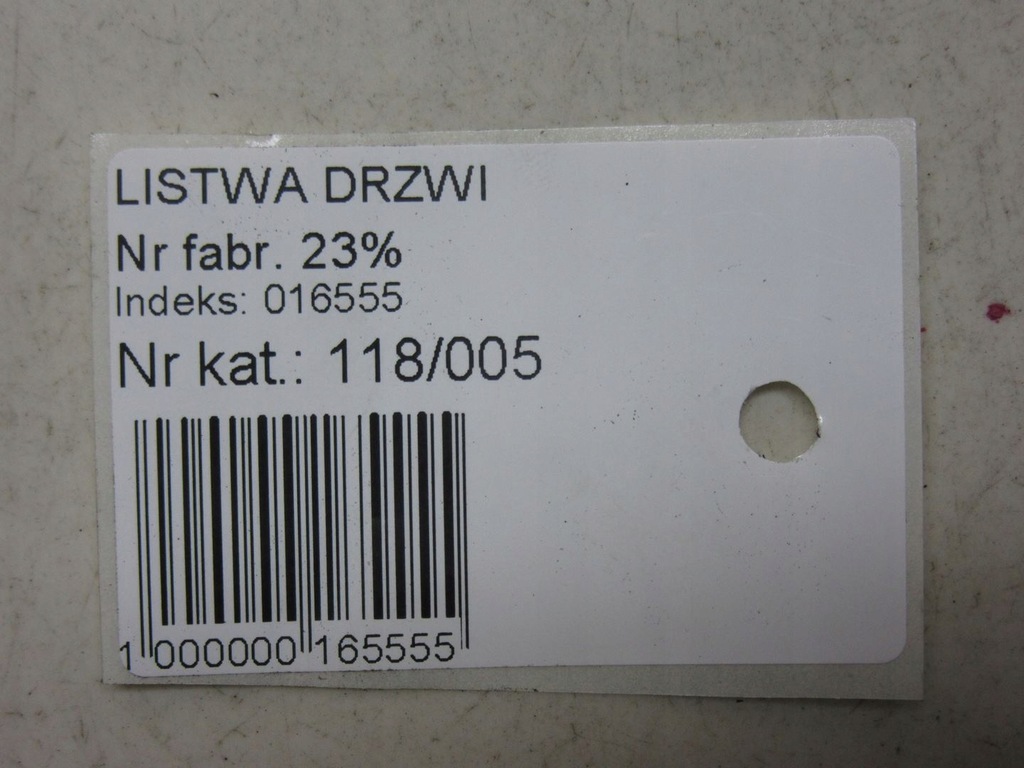 LISTWA DRZWI
Nr fabr. 23%
Indeks: 016555
Nr kat.: 118/005
1 000000 165555